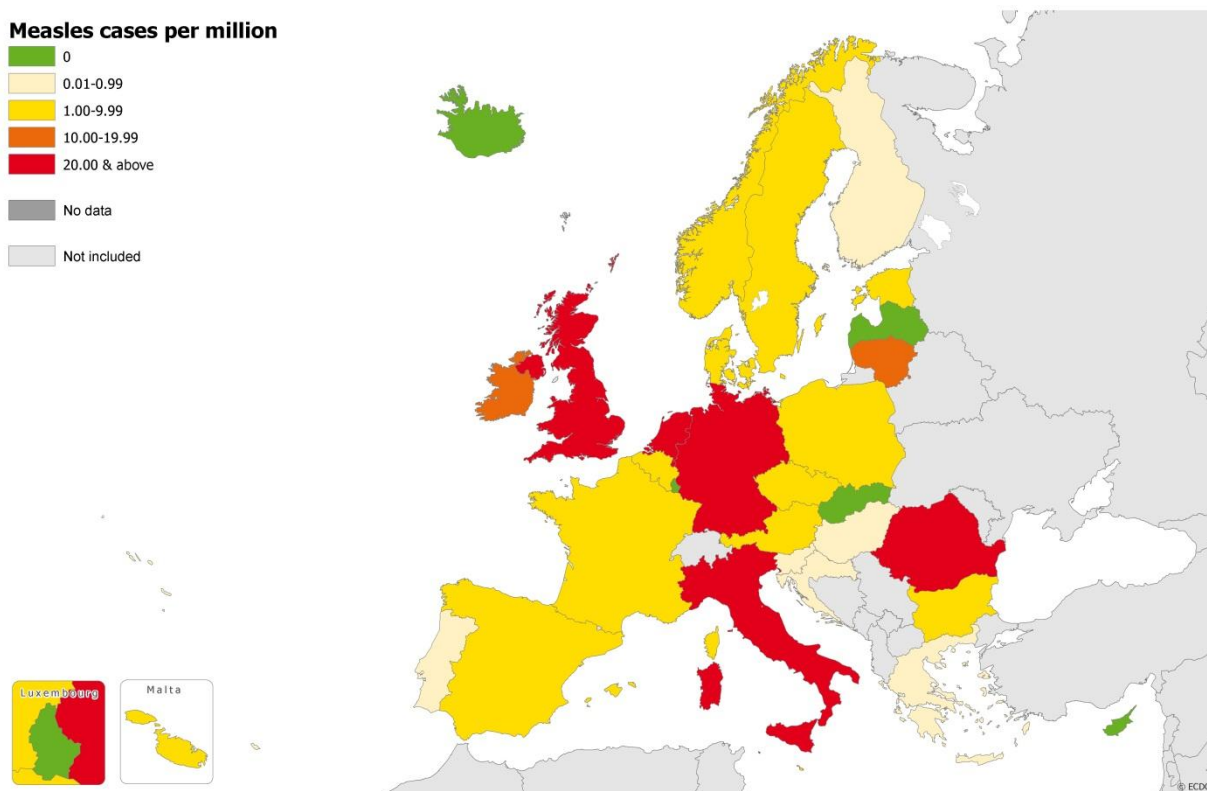 Measles cases per million
0
0.01-0.99
1.00-9.99
10.00-19.99
20.00 & above
No data
Not included
Luxembourg
Malta
© ECDC